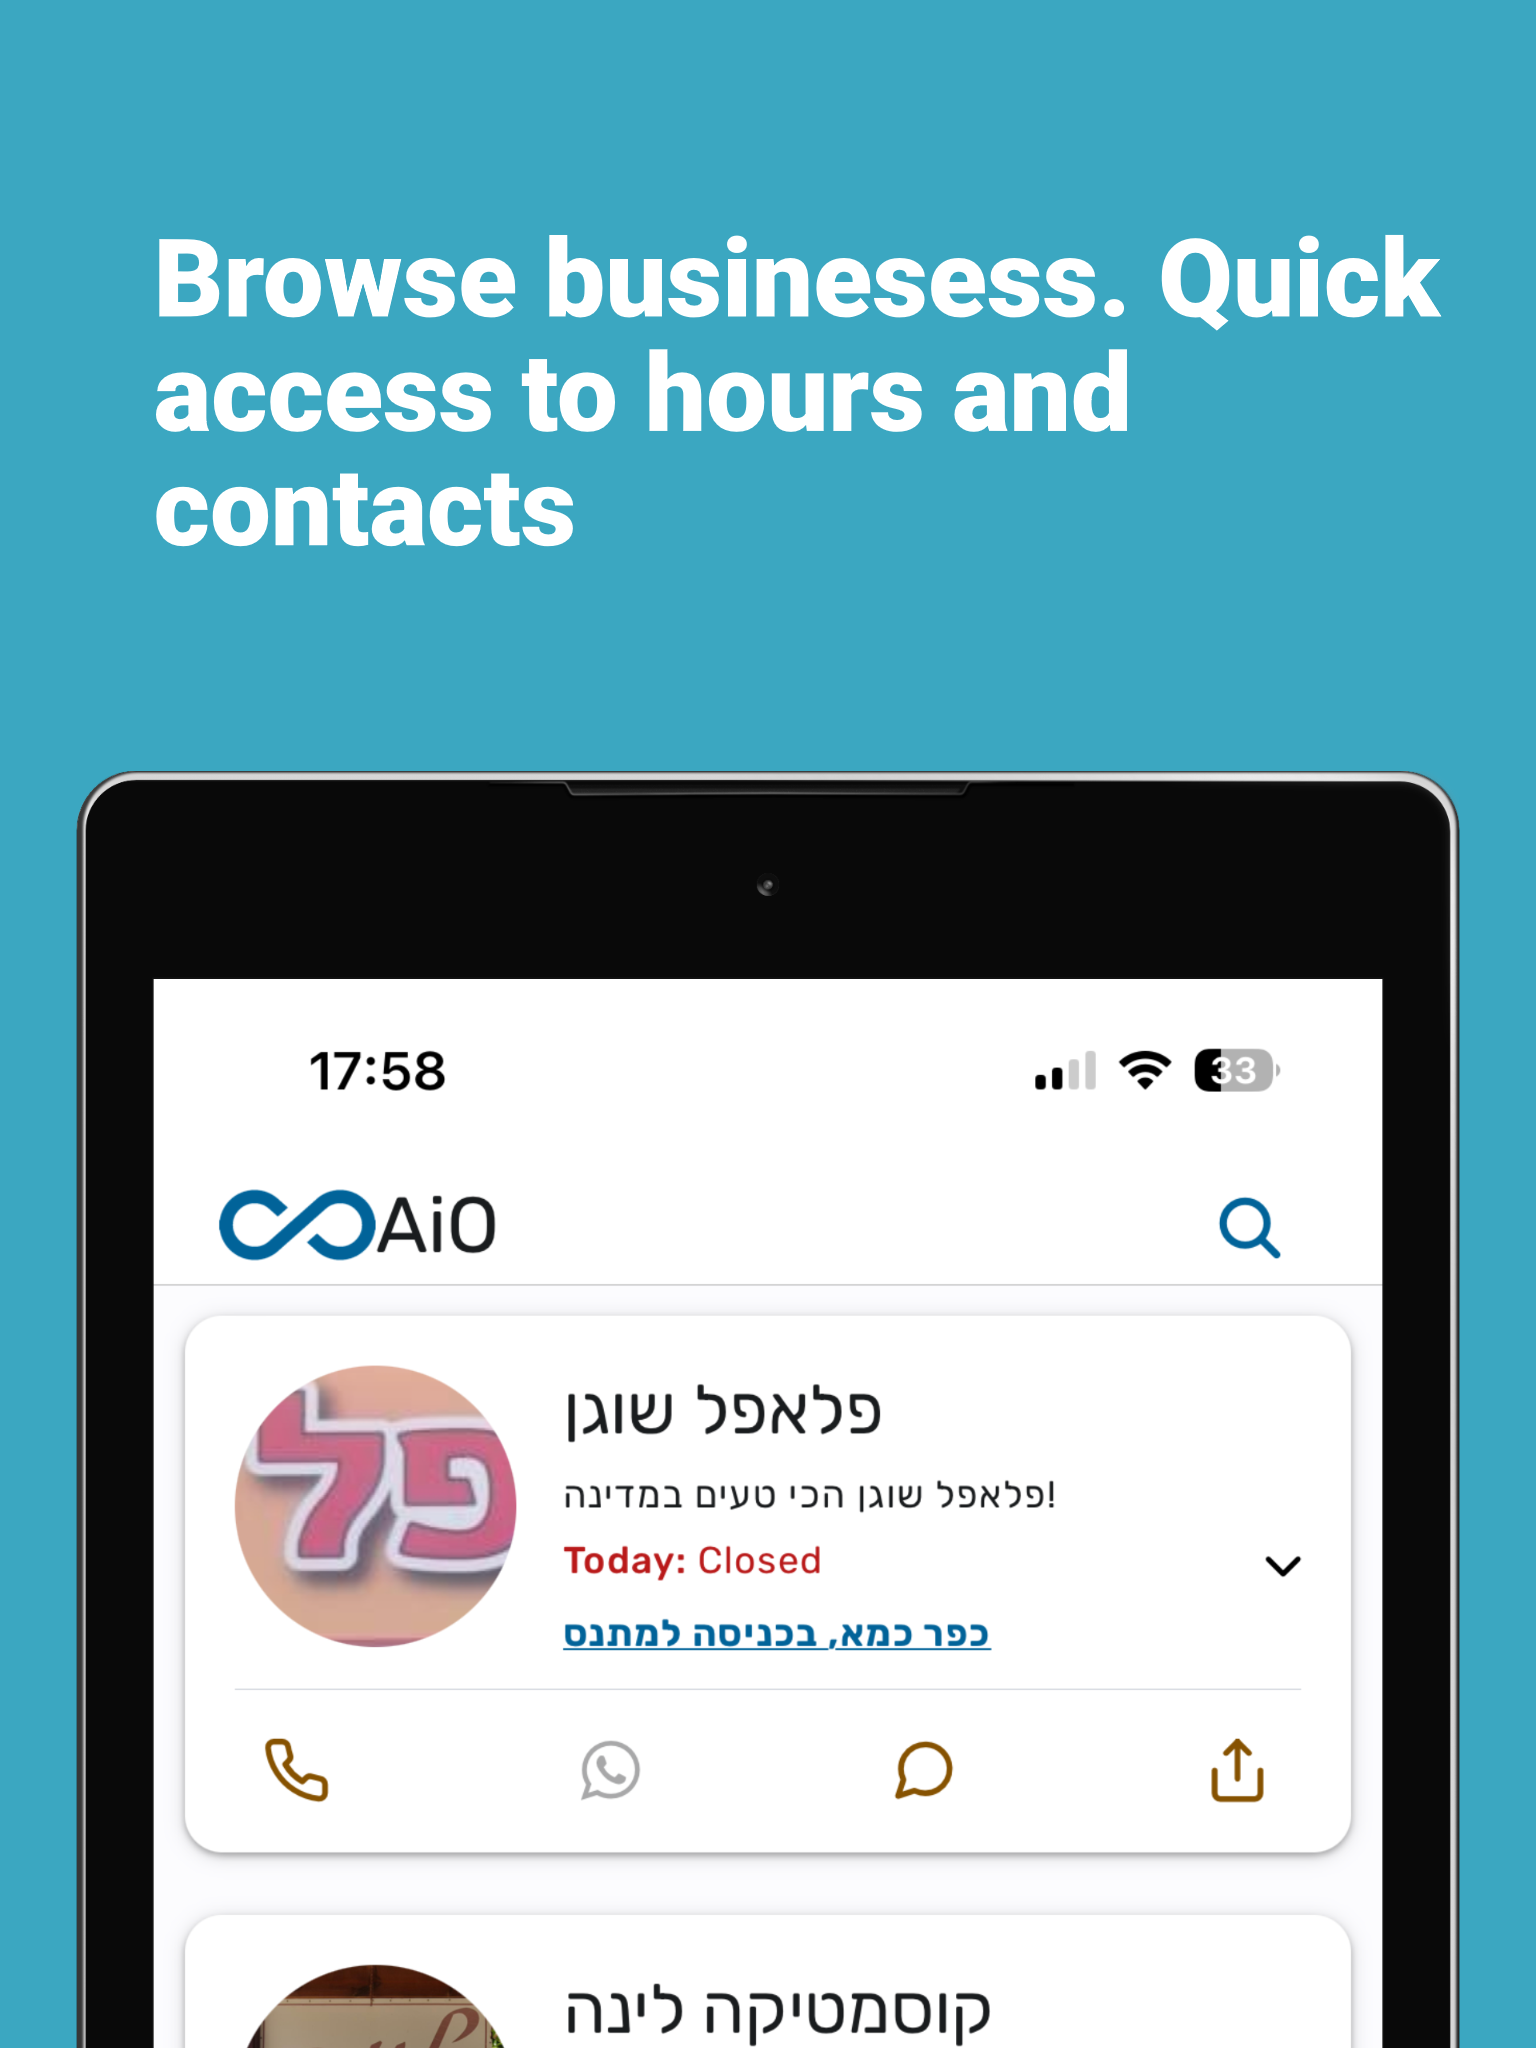 Browse businesess. Quick
access to hours and
contacts
17:58
33
AiO
פל
פלאפל שוגן
פלאפל שוגן הכי טעים במדינה!
Today: Closed
כפר כמא, בכניסה למתנס
קוסמטיקה לינה